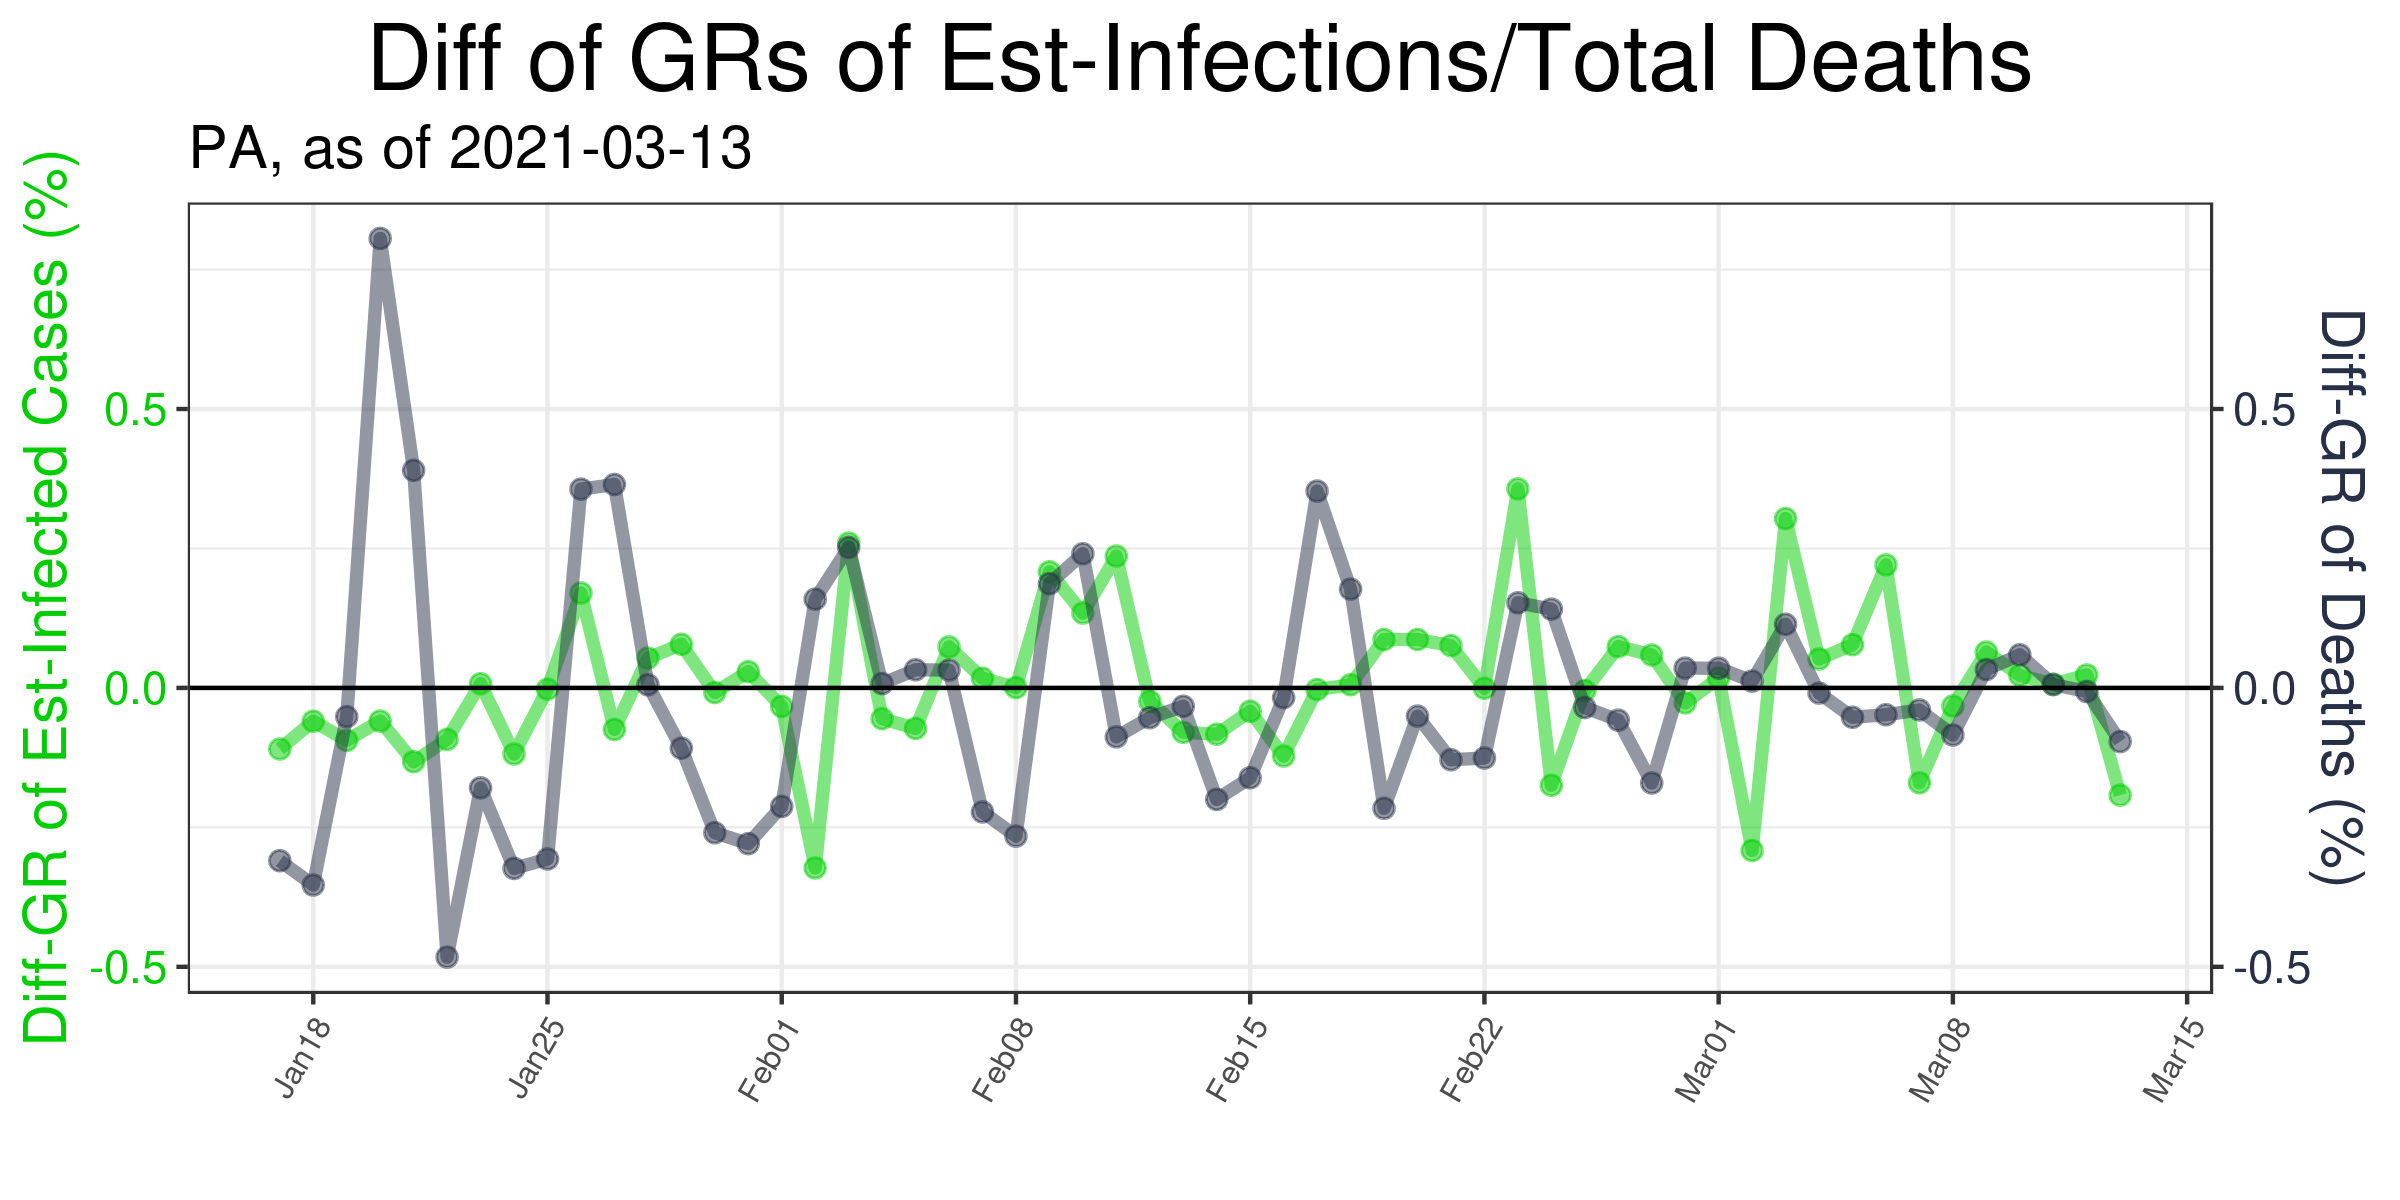 Diff of GRs of Est-Infections/Total Deaths
PA, as of 2021-03-13
Diff-GR of Est-Infected Cases (%)
0.5
0.0
-0.5
0.5
0.0
-0.5
Diff-GR of Deaths (%)
Jan18
Jan25
Feb01
Feb08
Feb15
Feb22
Mar01
Mar08
Mar15